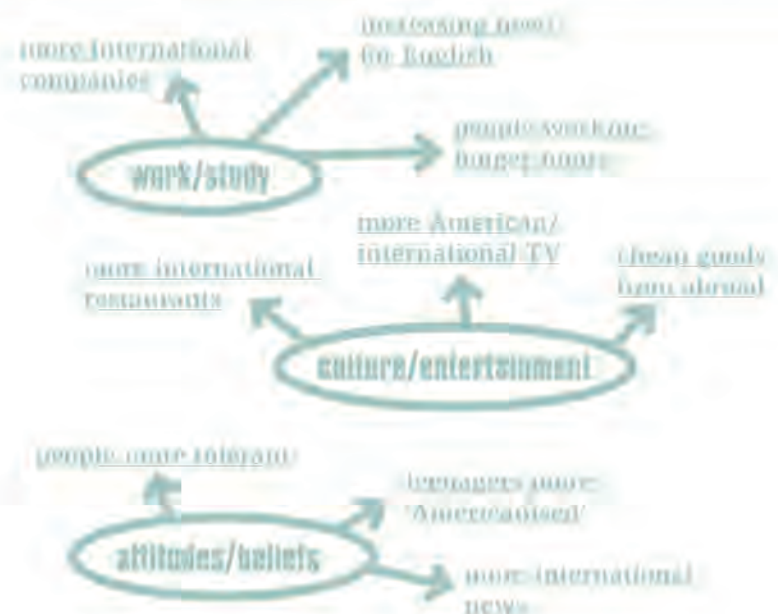 increasing need
for English
more international
companies
people working
longer hours
work/study
more American/
international TV
more international
restaurants
cheap goods
from abroad
culture/entertainment
people more tolerant
teenagers more
'Americanised'
attitudes/beliefs
more international
news